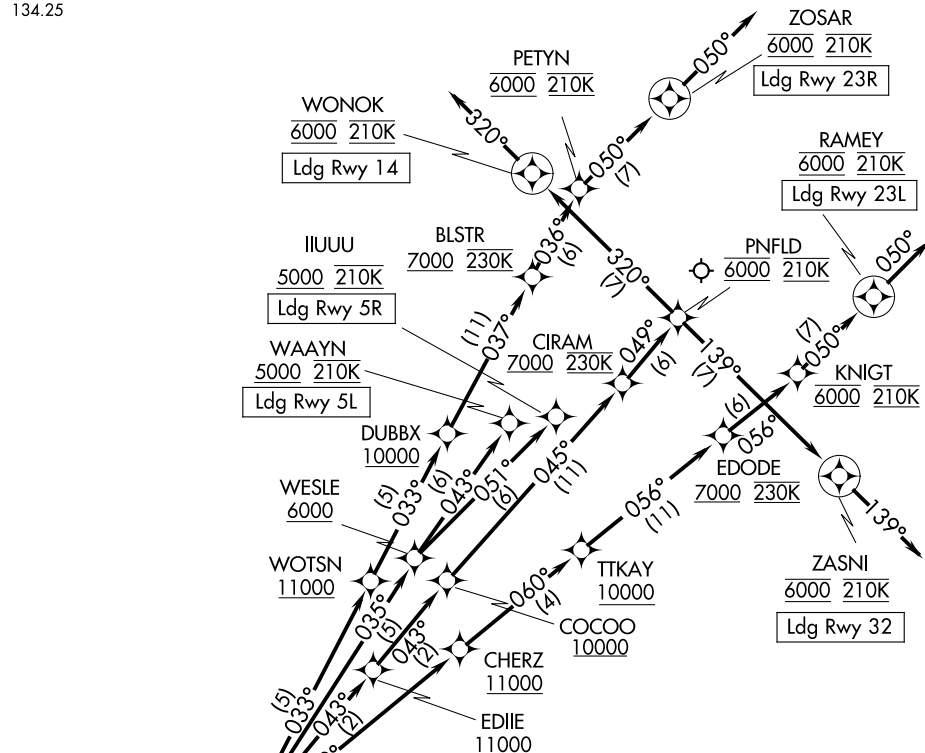 134.25
ZOSAR
6000 210K
Ldg Rwy 23R
050°
PETYN
6000 210K
WONOK
6000 210K
Ldg Rwy 14
320°
050°
(7)
RAMEY
6000 210K
Ldg Rwy 23L
050°
BLSTR
7000 230K
036°
(6)
IIUUU
5000 210K
Ldg Rwy 5R
320°
(7)
PNFLD
6000 210K
(11)
037°
CIRAM
7000 230K
049°
(6)
139°
(7)
(7)
050°
KNIGT
6000 210K
WAAYN
5000 210K
Ldg Rwy 5L
(6)
056°
DUBBX
10000
EDODE
7000 230K
(6)
043°
051°
(6)
045°
(11)
WESLE
6000
(5)
033°
056°
(11)
139°
WOTSN
11000
TTKAY
10000
ZASNI
6000 210K
Ldg Rwy 32
035°
(5)
043°
(2)
060°
(4)
COCOO
10000
CHERZ
11000
(5)
033°
043°
(2)
EDIIE
11000